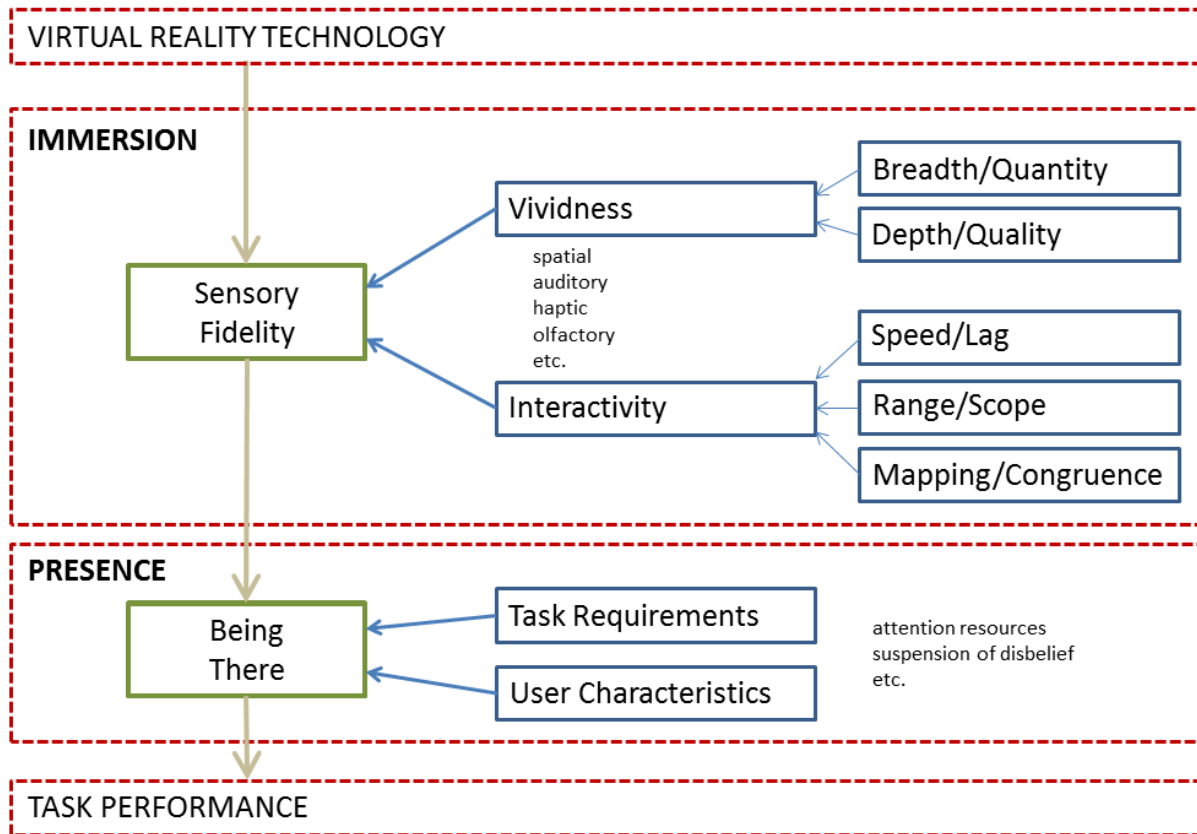 VIRTUAL REALITY TECHNOLOGY
IMMERSION
Sensory
Fidelity
Vividness
spatial
auditory
haptic
olfactory
etc.
Interactivity
Breadth/Quantity
Depth/Quality
Speed/Lag
Range/Scope
Mapping/Congruence
PRESENCE
Being
There
Task Requirements
User Characteristics
attention resources
suspension of disbelief
etc.
TASK PERFORMANCE